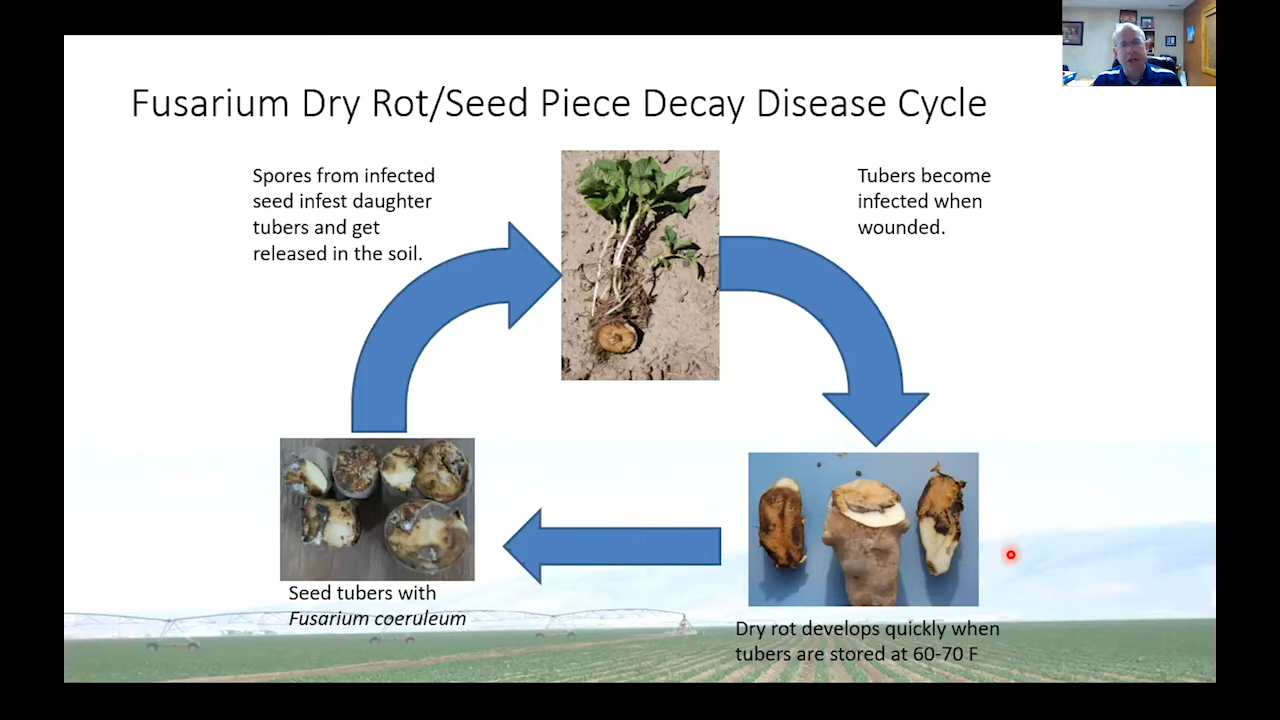 Fusarium Dry Rot/Seed Piece Decay Disease Cycle
Spores from infected
seed infest daughter
tubers and get
released in the soil.
Tubers become
infected when
wounded.
Seed tubers with
Fusarium coeruleum
Dry rot develops quickly when
tubers are stored at 60-70 F